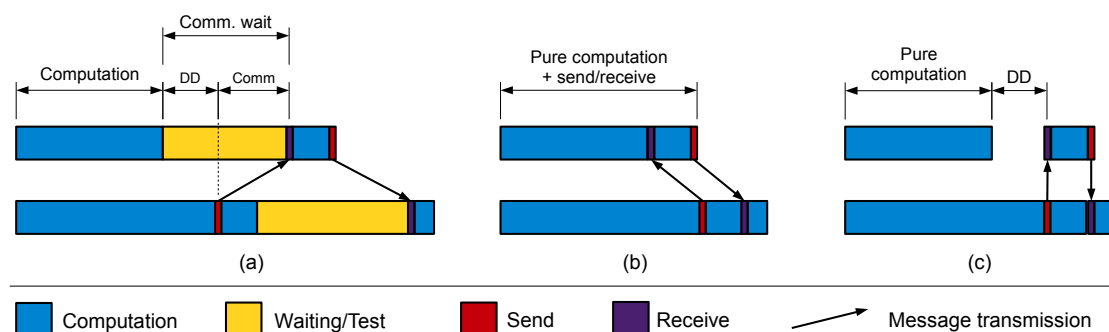 Comm. wait
Computation
DD
Comm
Pure computation
+ send/receive
Pure
computation
DD
(a)
(b)
(c)
Computation
Waiting/Test
Send
Receive
Message transmission